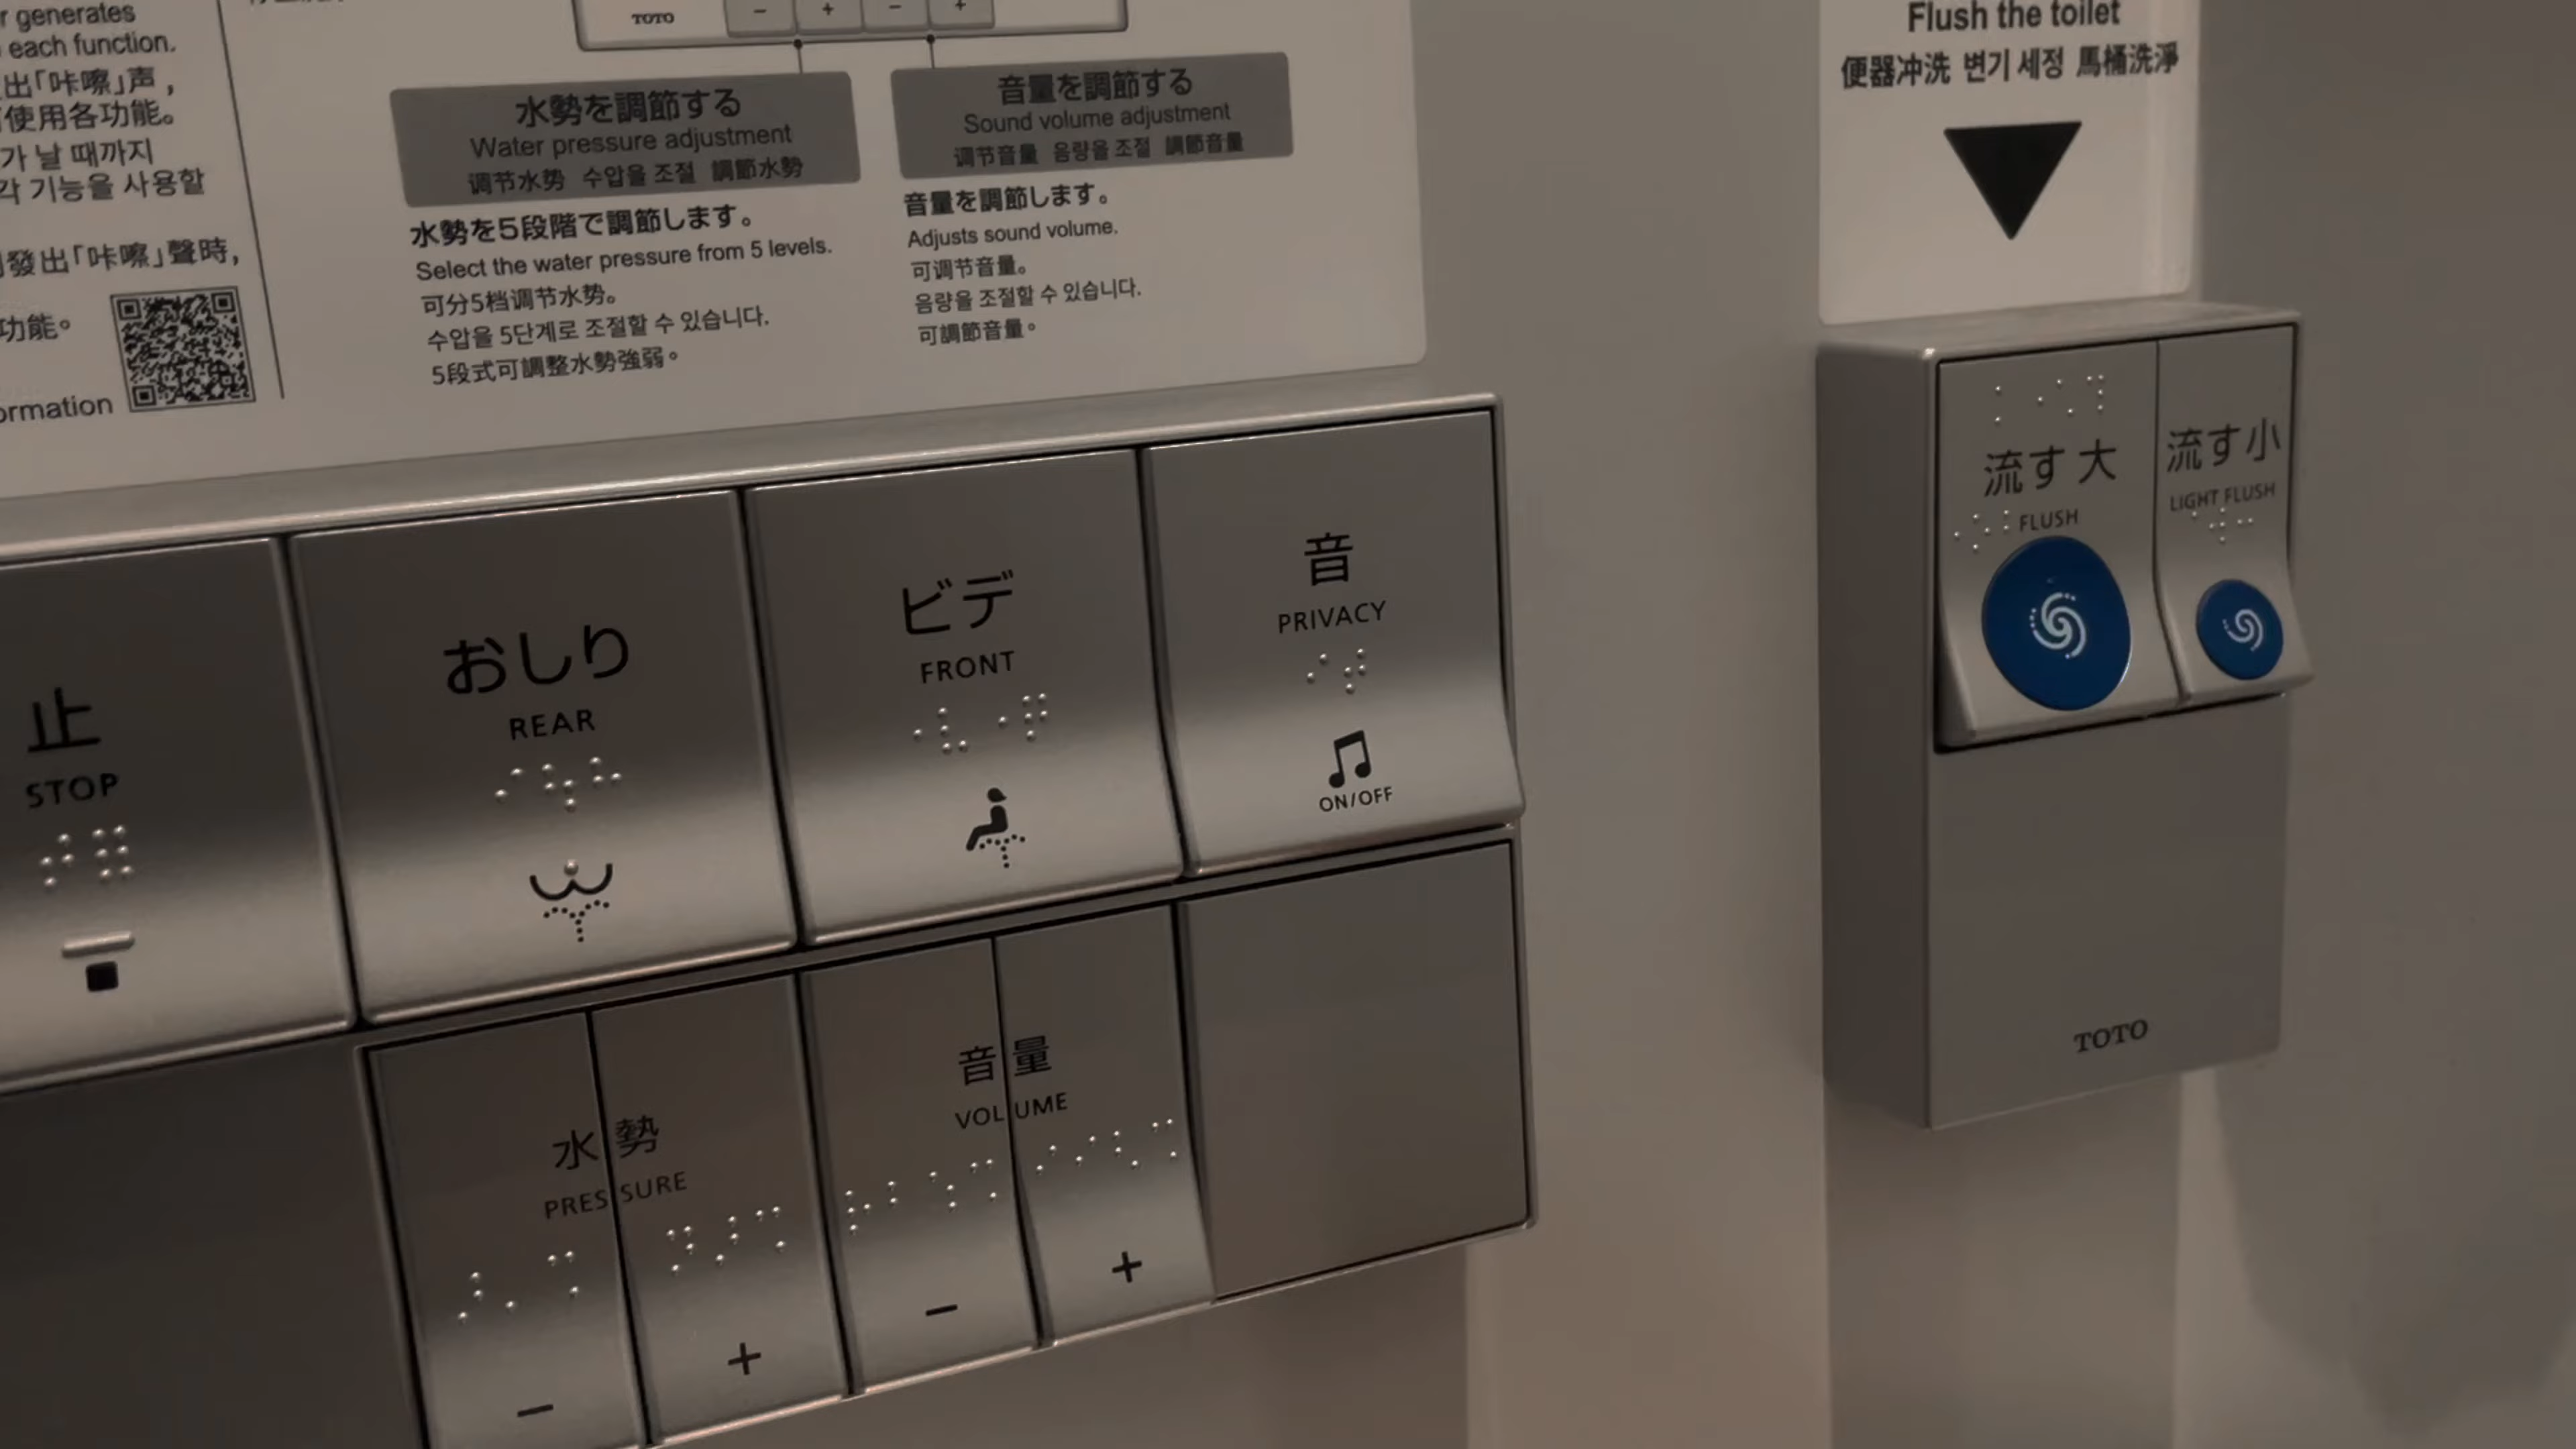 r generates
each function.
出「咔嚓」声，
使用各功能。
가 날 때까지
각 기능을 사용할
發出「咔嚓」聲時，
功能。
ormation
TOTO
− + − +
水勢を調節する
Water pressure adjustment
调节水势 수압을 조절 調節水勢
水勢を5段階で調節します。
Select the water pressure from 5 levels.
可分5档调节水势。
수압을 5단계로 조절할 수 있습니다.
5段式可調整水勢強弱。
音量を調節する
Sound volume adjustment
调节音量 음량을 조절 調節音量
音量を調節します。
Adjusts sound volume.
可调节音量。
음량을 조절할 수 있습니다.
可調節音量。
Flush the toilet
便器冲洗 변기 세정 馬桶洗淨
止
STOP
おしり
REAR
ビデ
FRONT
音
PRIVACY
ON/OFF
水勢
PRESSURE
− +
音量
VOLUME
− +
流す大
FLUSH
流す小
LIGHT FLUSH
TOTO